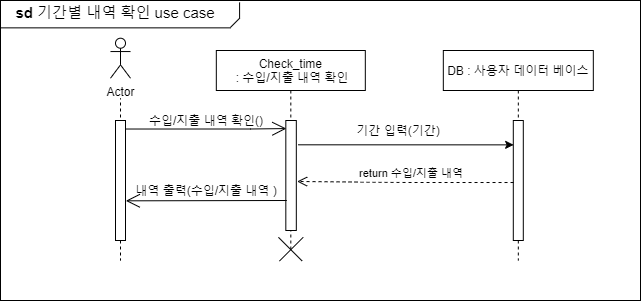 sd 기간별 내역 확인 use case
Actor
Check_time
: 수입/지출 내역 확인
DB : 사용자 데이터 베이스
수입/지출 내역 확인()
기간 입력(기간)
return 수입/지출 내역
내역 출력(수입/지출 내역 )